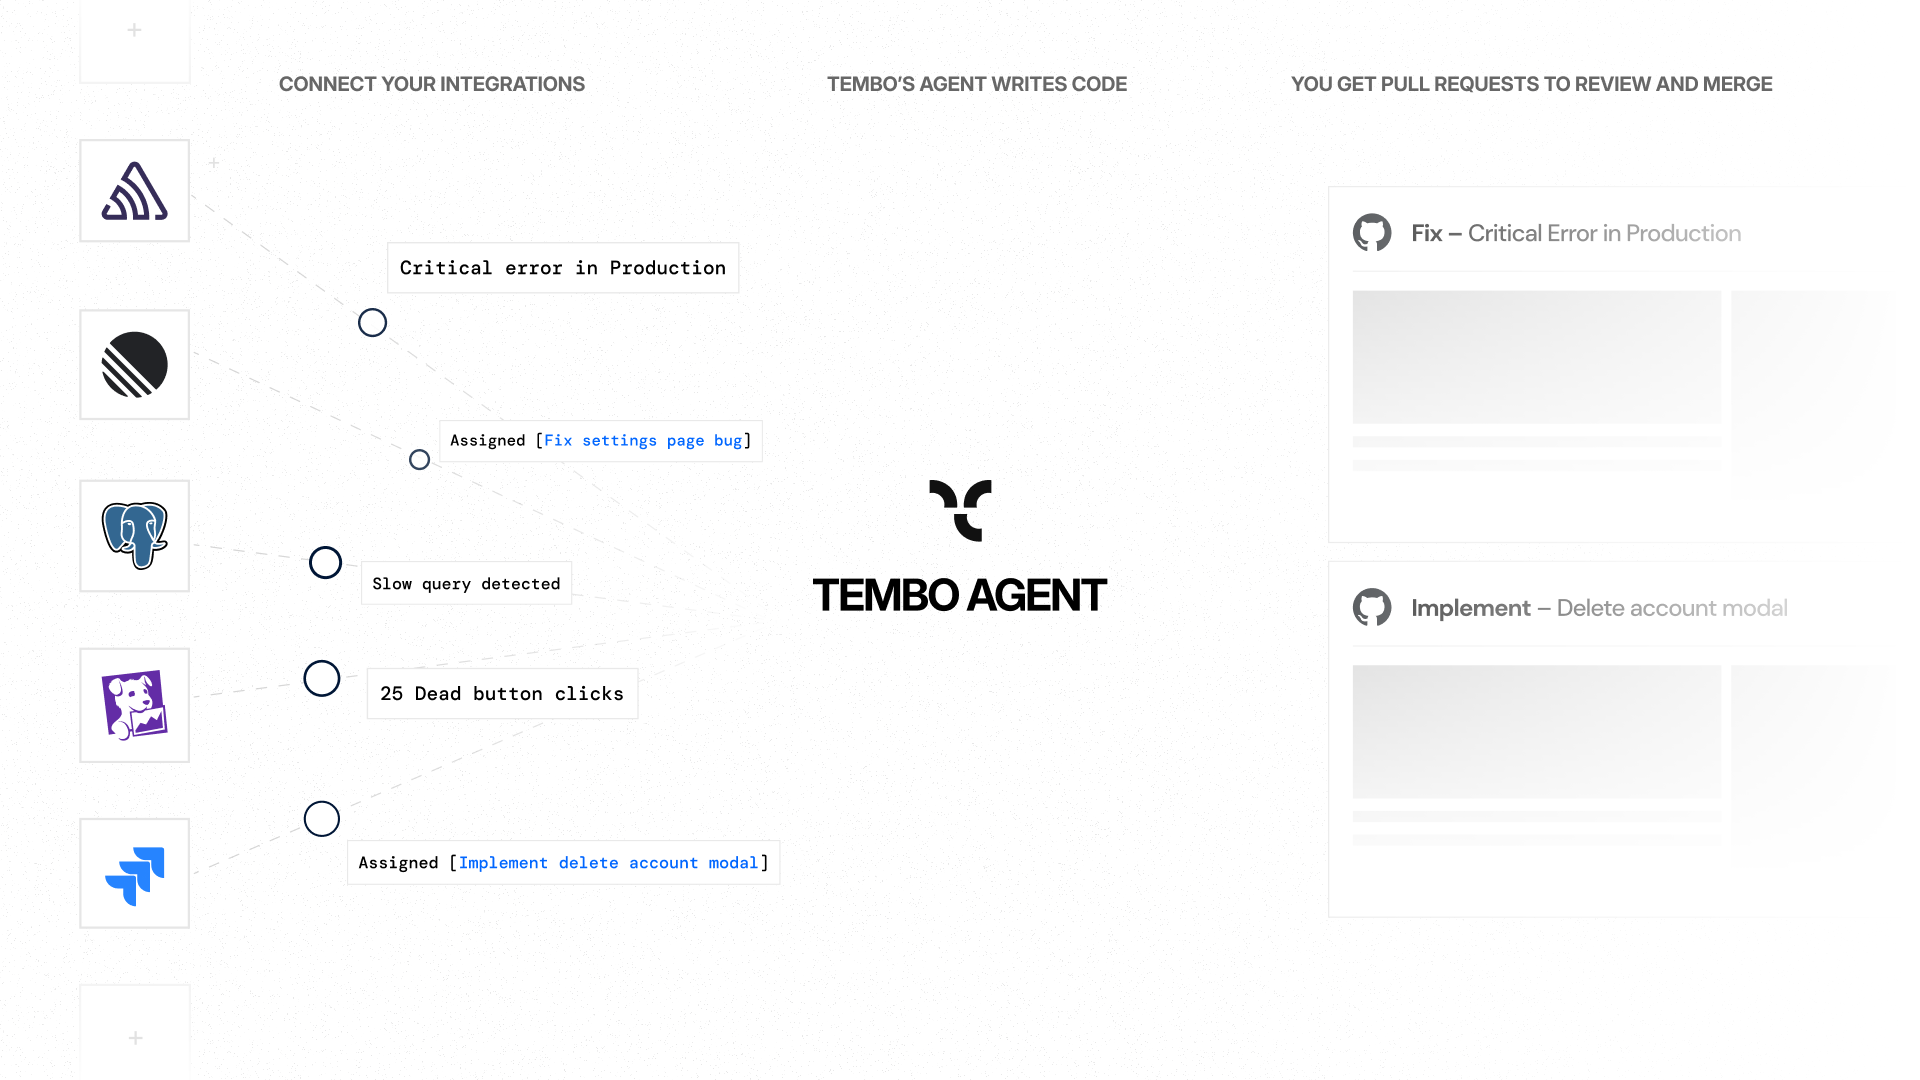 CONNECT YOUR INTEGRATIONS
TEMBO’S AGENT WRITES CODE
YOU GET PULL REQUESTS TO REVIEW AND MERGE
Critical error in Production
Assigned [Fix settings page bug]
Slow query detected
25 Dead button clicks
Assigned [Implement delete account modal]
TEMBO AGENT
Fix – Critical Error in Production
Implement – Delete account modal